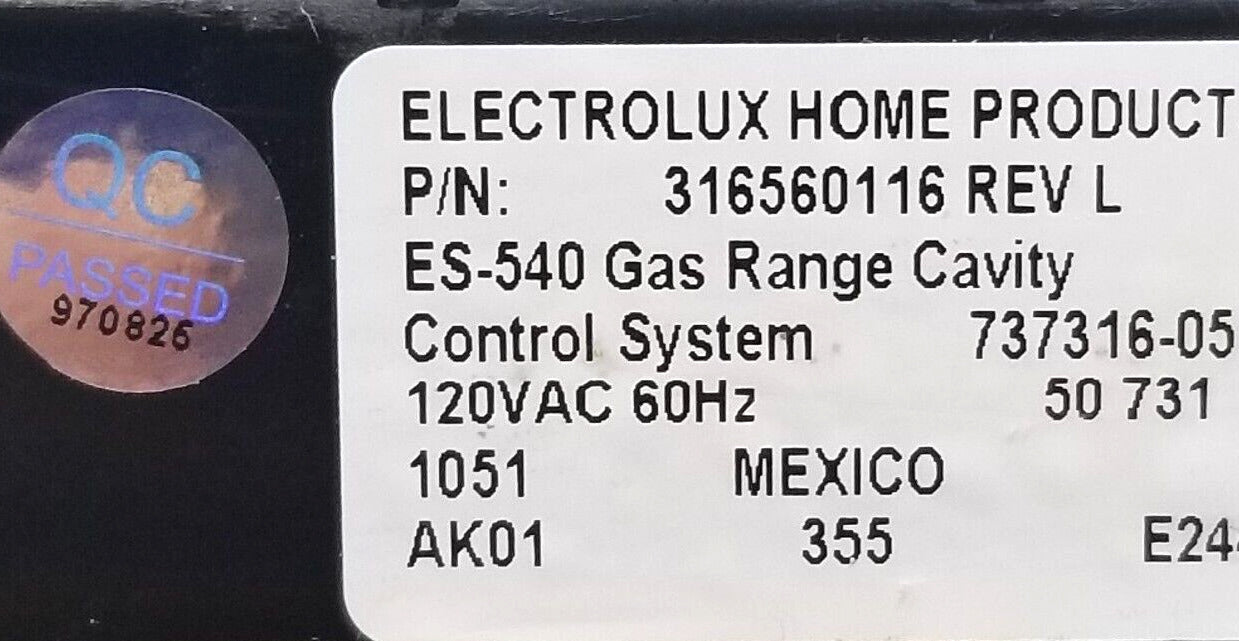 QC
PASSED
970826
ELECTROLUX HOME PRODUCT
P/N: 316560116 REV L
ES-540 Gas Range Cavity
Control System 737316-05
120VAC 60Hz 50 731
1051 MEXICO
AK01 355 E24